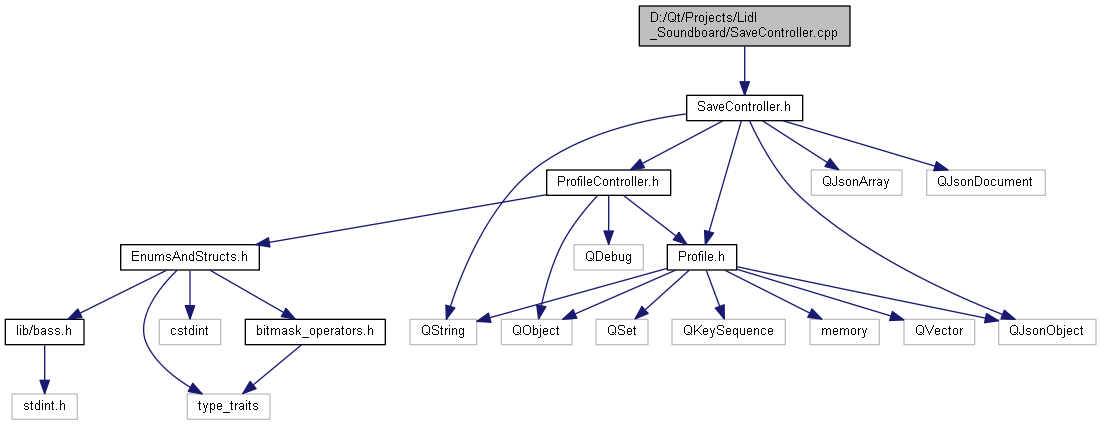 D:/Qt/Projects/Lidl
_Soundboard/SaveController.cpp
SaveController.h
ProfileController.h
QJsonArray
QJsonDocument
EnumsAndStructs.h
QDebug
Profile.h
lib/bass.h
cstdint
bitmask_operators.h
QString
QObject
QSet
QKeySequence
memory
QVector
QJsonObject
stdint.h
type_traits